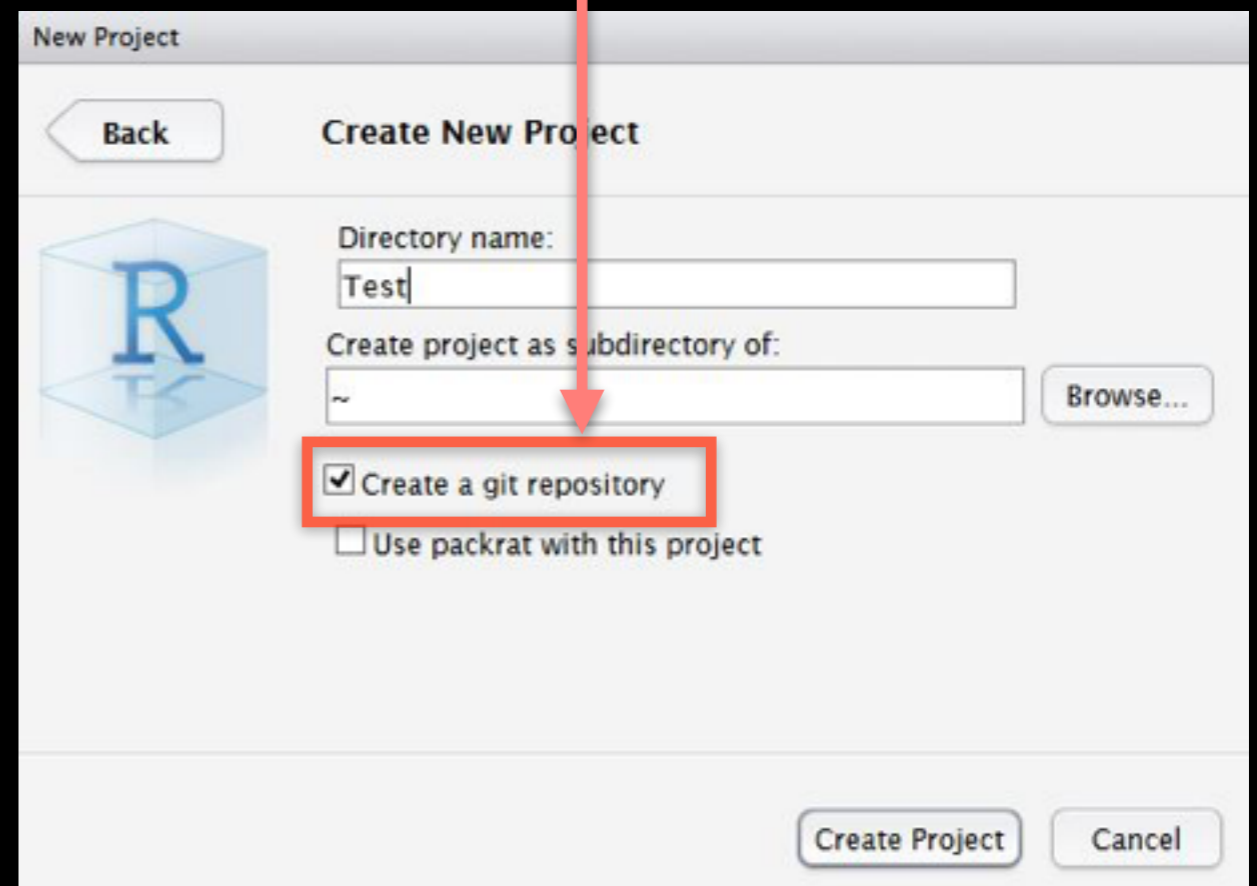 New Project
Back
Create New Project
R
Directory name:
Test
Create project as subdirectory of:
~
Browse...
Create a git repository
Use packrat with this project
Create Project
Cancel